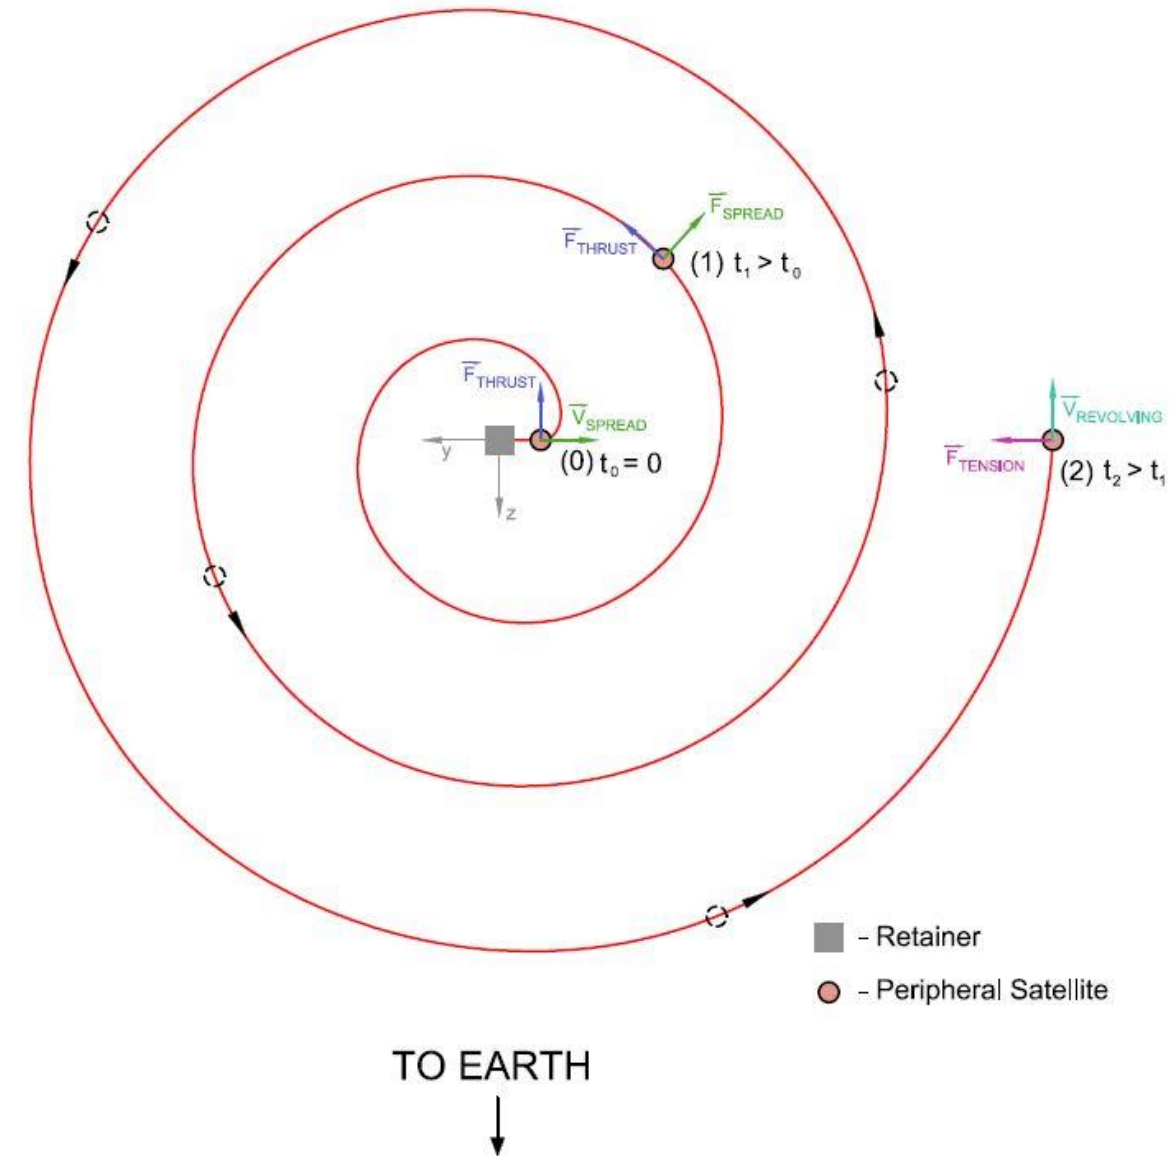 F̅SPREAD
F̅THRUST
(1) t₁ > t₀
F̅THRUST
V̅SPREAD
V̅REVOLVING
y
F̅TENSION
(0) t₀ = 0
(2) t₂ > t₁
z
– Retainer
– Peripheral Satellite
TO EARTH